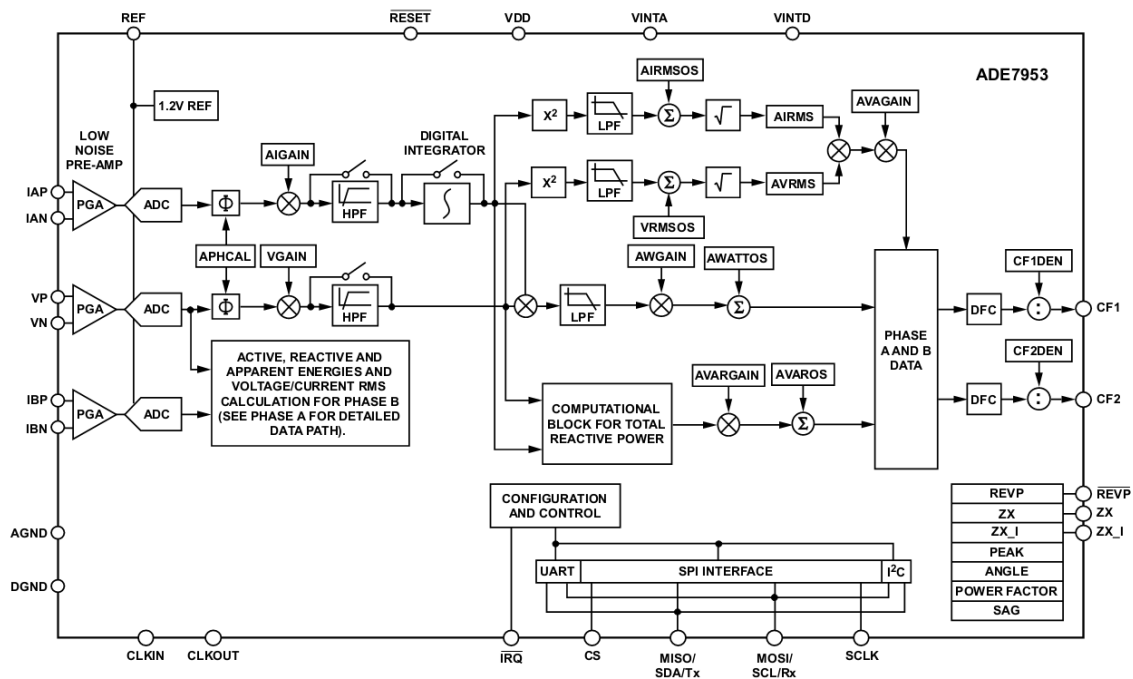 REF
RESET
VDD
VINTA
VINTD
ADE7953
1.2V REF
LOW
NOISE
PRE-AMP
AIGAIN
DIGITAL
INTEGRATOR
AIRMSOS
AVAGAIN
X²
LPF
Σ
√
AIRMS
X²
LPF
Σ
√
AVRMS
VRMSOS
IAP
IAN
PGA
ADC
Φ
HPF
∫
APHCAL
VGAIN
AWGAIN
AWATTOS
CF1DEN
VP
VN
PGA
ADC
Φ
HPF
LPF
Σ
PHASE
A AND B
DATA
DFC
:
CF1
CF2DEN
DFC
:
CF2
IBP
IBN
PGA
ADC
ACTIVE, REACTIVE AND
APPARENT ENERGIES AND
VOLTAGE/CURRENT RMS
CALCULATION FOR PHASE B
(SEE PHASE A FOR DETAILED
DATA PATH).
COMPUTATIONAL
BLOCK FOR TOTAL
REACTIVE POWER
AVARGAIN
AVAROS
Σ
CONFIGURATION
AND CONTROL
REVP
ZX
ZX_I
PEAK
ANGLE
POWER FACTOR
SAG
REVP
ZX
ZX_I
AGND
DGND
UART
SPI INTERFACE
I²C
CLKIN
CLKOUT
IRQ
CS
MISO/
SDA/Tx
MOSI/
SCL/Rx
SCLK